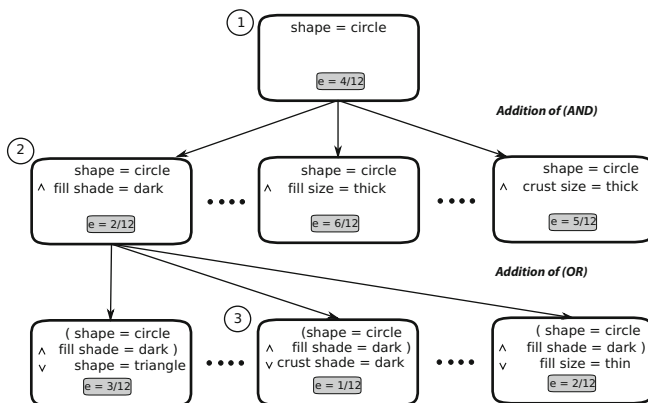 1
shape = circle
e = 4/12
Addition of (AND)
2
shape = circle
^ fill shade = dark
e = 2/12
shape = circle
^ fill size = thick
e = 6/12
shape = circle
^ crust size = thick
e = 5/12
Addition of (OR)
3
( shape = circle
^ fill shade = dark )
v shape = triangle
e = 3/12
(shape = circle
^ fill shade = dark )
v crust shade = dark
e = 1/12
( shape = circle
^ fill shade = dark )
v fill size = thin
e = 2/12